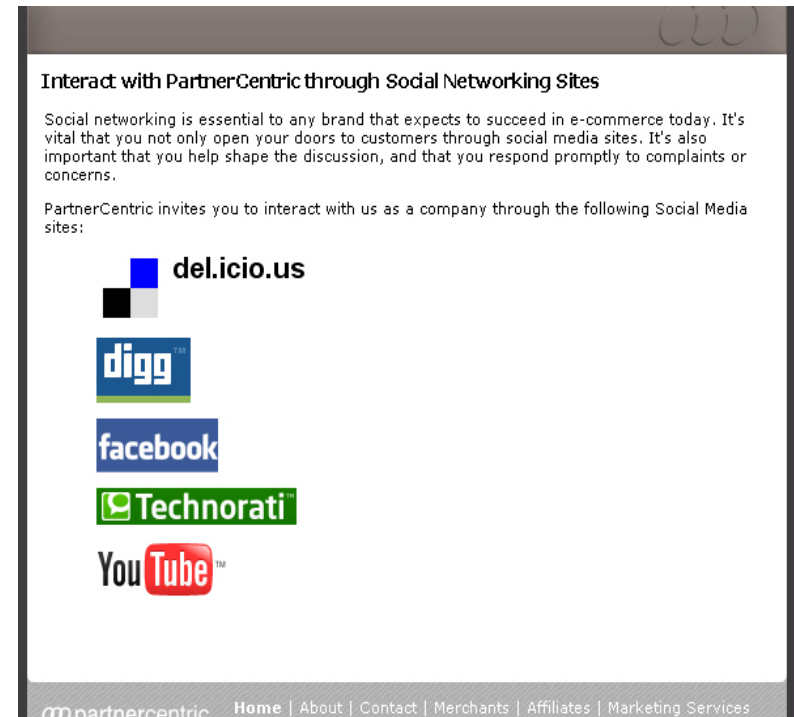 Interact with PartnerCentric through Social Networking Sites
Social networking is essential to any brand that expects to succeed in e-commerce today. It's
vital that you not only open your doors to customers through social media sites. It's also
important that you help shape the discussion, and that you respond promptly to complaints or
concerns.
PartnerCentric invites you to interact with us as a company through the following Social Media
sites:
del.icio.us
digg™
facebook
Technorati™
YouTube™
partnercentric Home | About | Contact | Merchants | Affiliates | Marketing Services